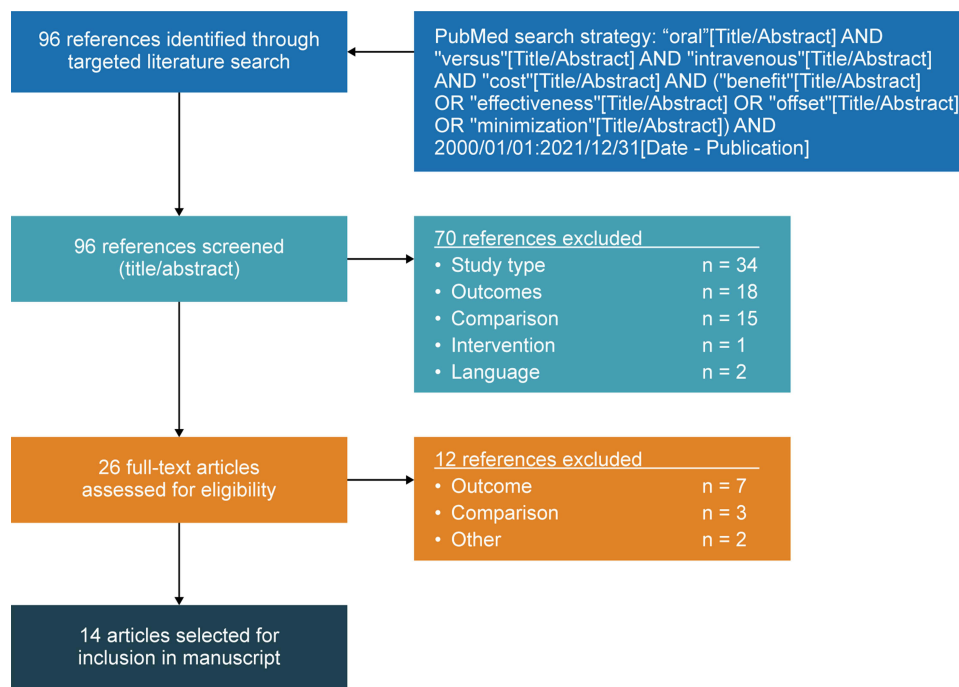 96 references identified through
targeted literature search
PubMed search strategy: “oral”[Title/Abstract] AND
"versus"[Title/Abstract] AND "intravenous"[Title/Abstract]
AND "cost"[Title/Abstract] AND ("benefit"[Title/Abstract]
OR "effectiveness"[Title/Abstract] OR "offset"[Title/Abstract]
OR "minimization"[Title/Abstract]) AND
2000/01/01:2021/12/31[Date - Publication]
96 references screened
(title/abstract)
70 references excluded
• Study type n = 34
• Outcomes n = 18
• Comparison n = 15
• Intervention n = 1
• Language n = 2
26 full-text articles
assessed for eligibility
12 references excluded
• Outcome n = 7
• Comparison n = 3
• Other n = 2
14 articles selected for
inclusion in manuscript